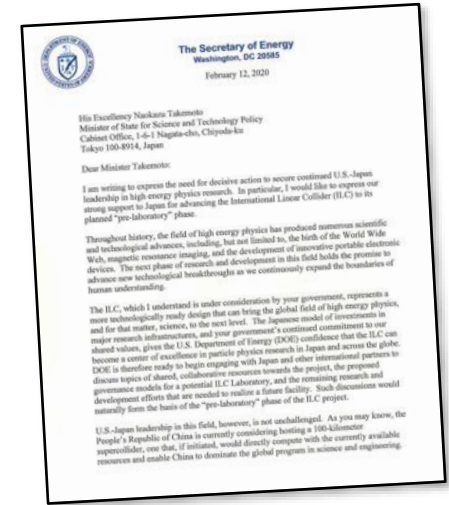 The Secretary of Energy
Washington, DC 20585
February 12, 2020
His Excellency Naokazu Takemoto
Minister of State for Science and Technology Policy
Cabinet Office, 1-6-1 Nagata-cho, Chiyoda-ku
Tokyo 100-8914, Japan
Dear Minister Takemoto:
I am writing to express the need for decisive action to secure continued U.S.-Japan
leadership in high energy physics research. In particular, I would like to express our
strong support to Japan for advancing the International Linear Collider (ILC) to its
planned “pre-laboratory” phase.
Throughout history, the field of high energy physics has produced numerous scientific
and technological advances, including, but not limited to, the birth of the World Wide
Web, magnetic resonance imaging, and the development of innovative portable electronic
devices. The next phase of research and development in this field holds the promise to
advance new technological breakthroughs as we continously expand the boundaries of
human understanding.
The ILC, which I understand is under consideration by your government, represents a
more technologically ready design that can bring the global field of high energy physics,
and for that matter, science, to the next level. The Japanese model of investments in
major research infrastructures, and your government's continued commitment to our
shared values, gives the U.S. Department of Energy (DOE) confidence that the ILC can
become a center of excellence in particle physics research in Japan and across the globe.
DOE is therefore ready to begin engaging with Japan and other international partners to
discuss topics of shared, collaborative resources towards the project, the proposed
governance models for a potential ILC Laboratory, and the remaining research and
development efforts that are needed to realize a future facility. Such discussions would
naturally form the basis of the “pre-laboratory” phase of the ILC project.
U.S.-Japan leadership in this field, however, is not unchallenged. As you may know, the
People's Republic of China is currently considering hosting a 100-kilometer
supercollider, one that, if initiated, would directly compete with the currently available
resources and enable China to dominate the global program in science and engineering.